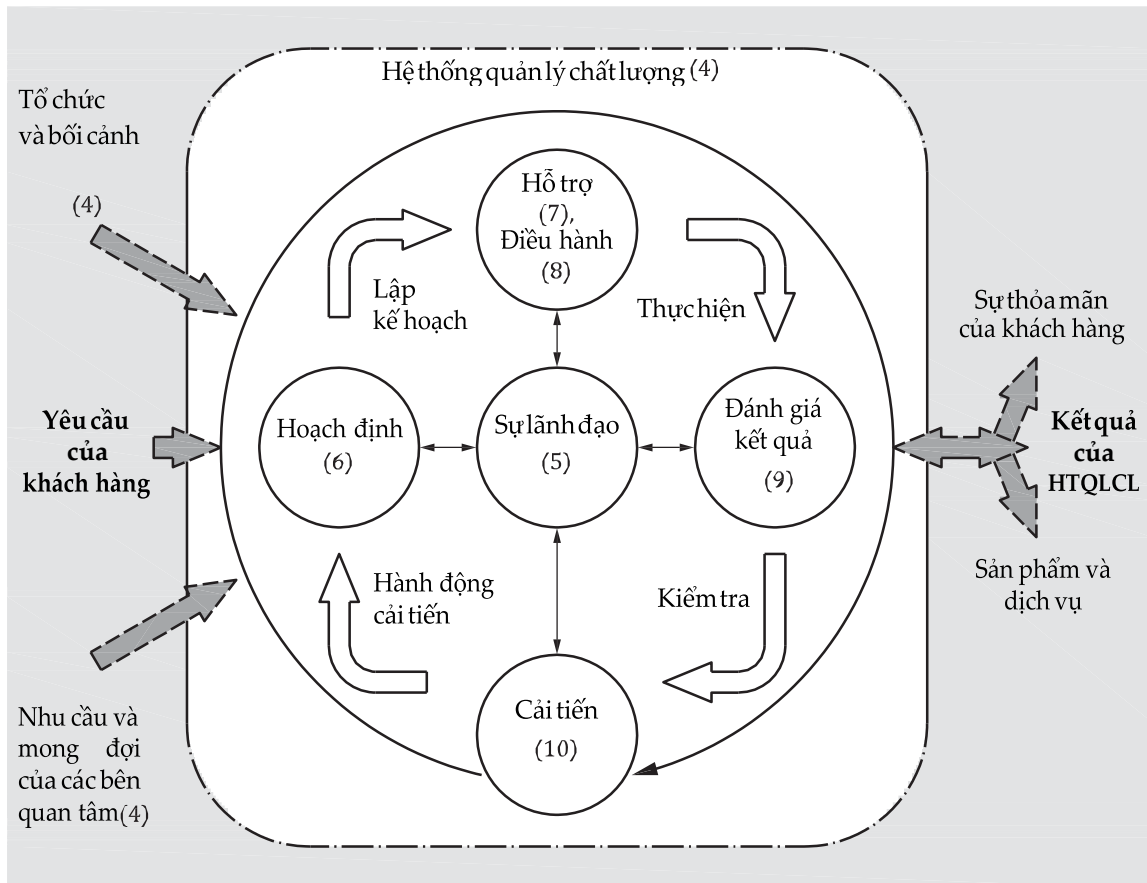 Hệ thống quản lý chất lượng (4)
Tổ chức
và bối cảnh
(4)
Hỗ trợ
(7),
Điều hành
(8)
Lập
kế hoạch
Thực hiện
Sự thỏa mãn
của khách hàng
Yêu cầu
của
khách hàng
Hoạch định
(6)
Sự lãnh đạo
(5)
Đánh giá
kết quả
(9)
Kết quả
của
HTQLCL
Hành động
cải tiến
Kiểm tra
Sản phẩm và
dịch vụ
Cải tiến
(10)
Nhu cầu và
mong đợi
của các bên
quan tâm (4)